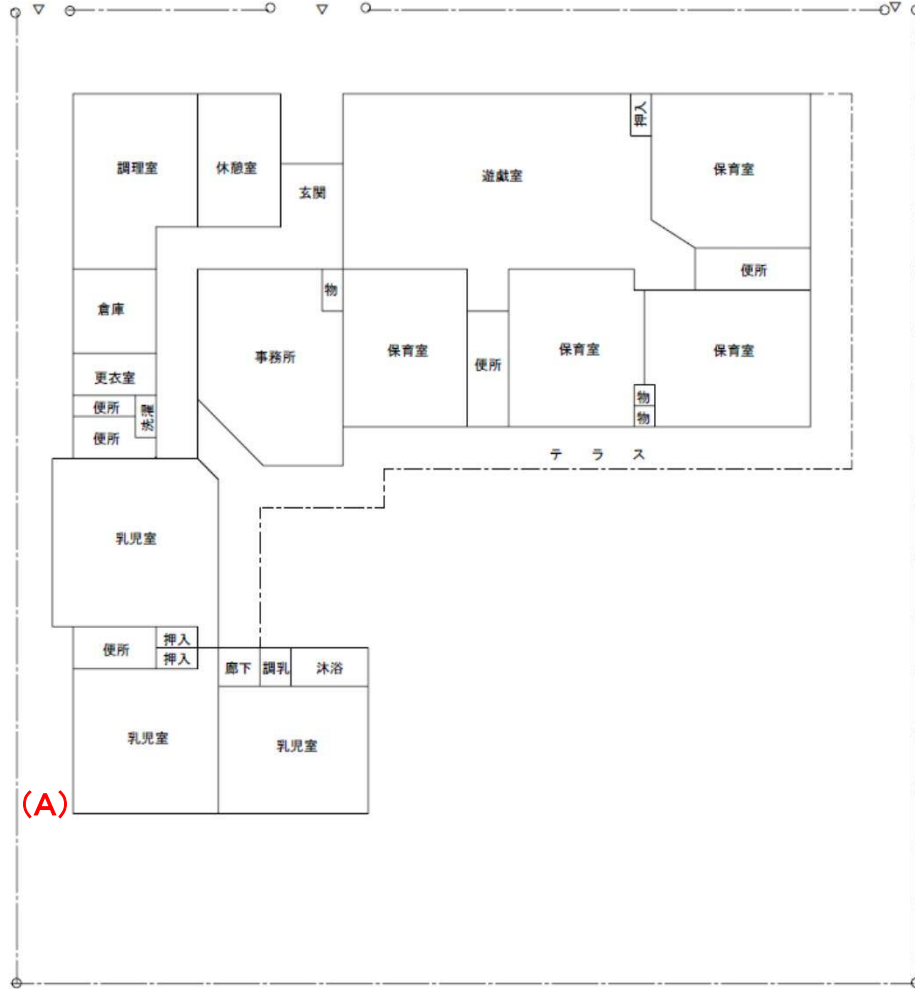 押入
調理室
休憩室
遊戯室
保育室
玄関
便所
物
倉庫
事務所
保育室
便所
保育室
保育室
更衣室
便所
洗濯
物
便所
物
テラス
乳児室
便所
押入
押入
廊下
調乳
沐浴
乳児室
乳児室
(A)